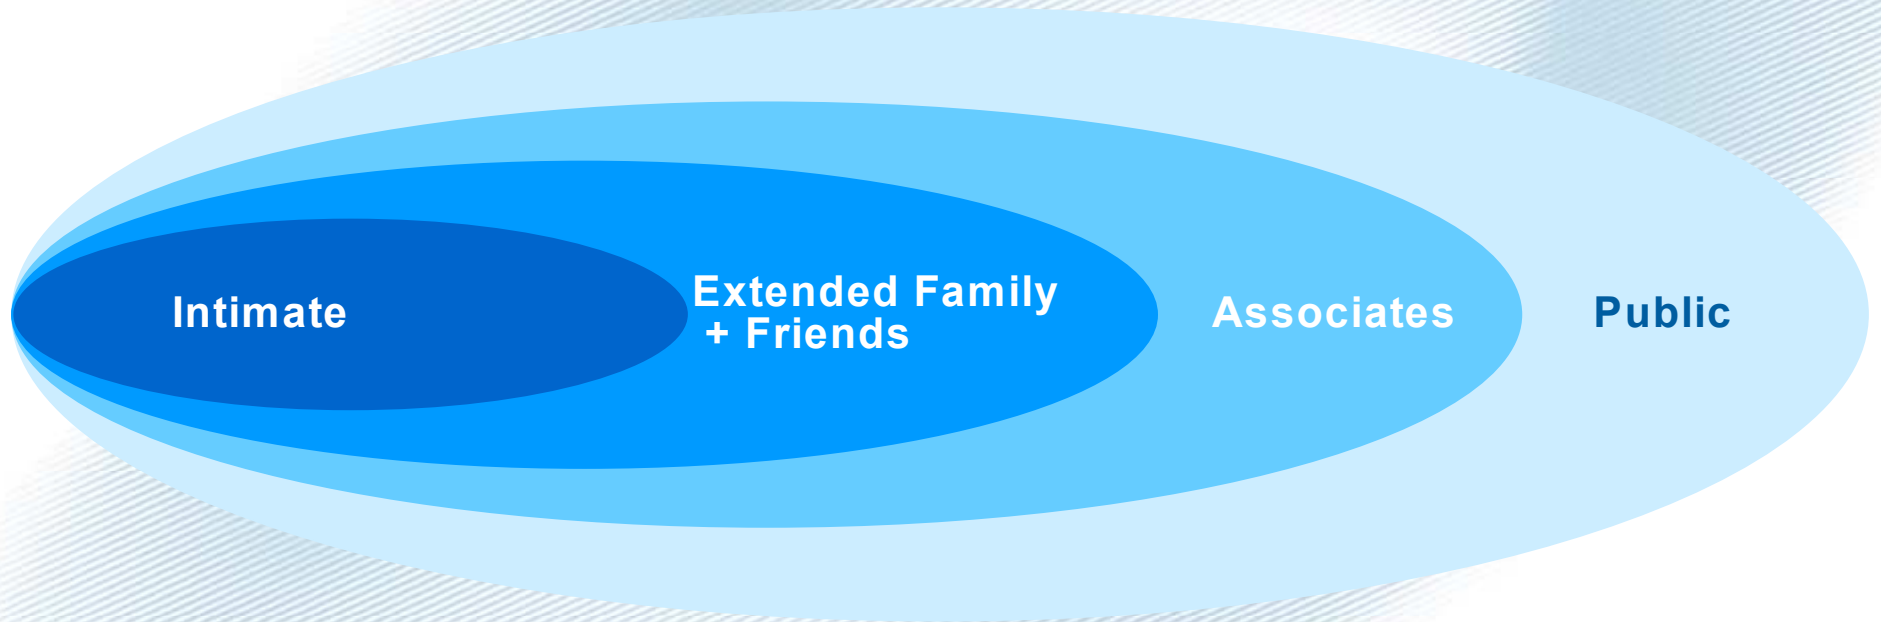 Intimate
Extended Family
+ Friends
Associates
Public